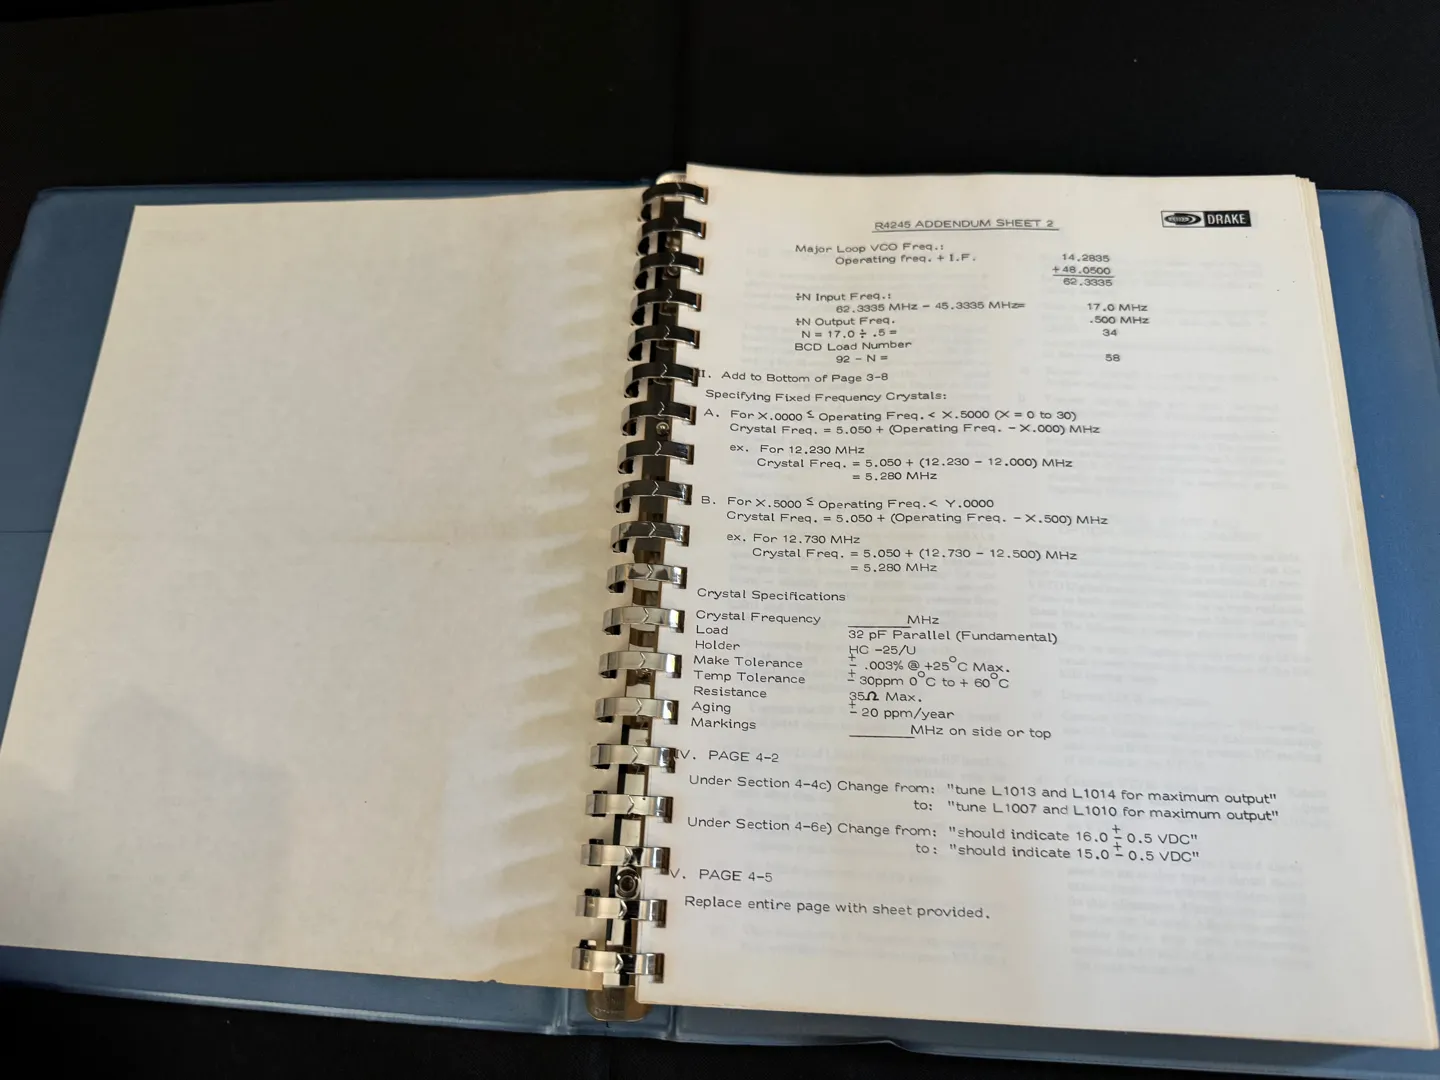 DRAKE
R4245 ADDENDUM SHEET 2
Major Loop VCO Freq.:
Operating freq. + I.F. 14.2835
+48.0500
62.3335
÷N Input Freq.:
62.3335 MHz - 45.3335 MHz= 17.0 MHz
÷N Output Freq. .500 MHz
N = 17.0 ÷ .5 = 34
BCD Load Number
92 - N = 58
II. Add to Bottom of Page 3-8
Specifying Fixed Frequency Crystals:
A. For X.0000 ≤ Operating Freq. < X.5000 (X = 0 to 30)
Crystal Freq. = 5.050 + (Operating Freq. - X.000) MHz
ex. For 12.230 MHz
Crystal Freq. = 5.050 + (12.230 - 12.000) MHz
= 5.280 MHz
B. For X.5000 ≤ Operating Freq. < Y.0000
Crystal Freq. = 5.050 + (Operating Freq. - X.500) MHz
ex. For 12.730 MHz
Crystal Freq. = 5.050 + (12.730 - 12.500) MHz
= 5.280 MHz
Crystal Specifications
Crystal Frequency ________MHz
Load 32 pF Parallel (Fundamental)
Holder HC -25/U
Make Tolerance ± .003% @ +25°C Max.
Temp Tolerance ± 30ppm 0°C to + 60°C
Resistance 35Ω Max.
Aging ± 20 ppm/year
Markings ________MHz on side or top
IV. PAGE 4-2
Under Section 4-4c) Change from: "tune L1013 and L1014 for maximum output"
to: "tune L1007 and L1010 for maximum output"
Under Section 4-6e) Change from: "should indicate 16.0 ± 0.5 VDC"
to: "should indicate 15.0 ± 0.5 VDC"
V. PAGE 4-5
Replace entire page with sheet provided.